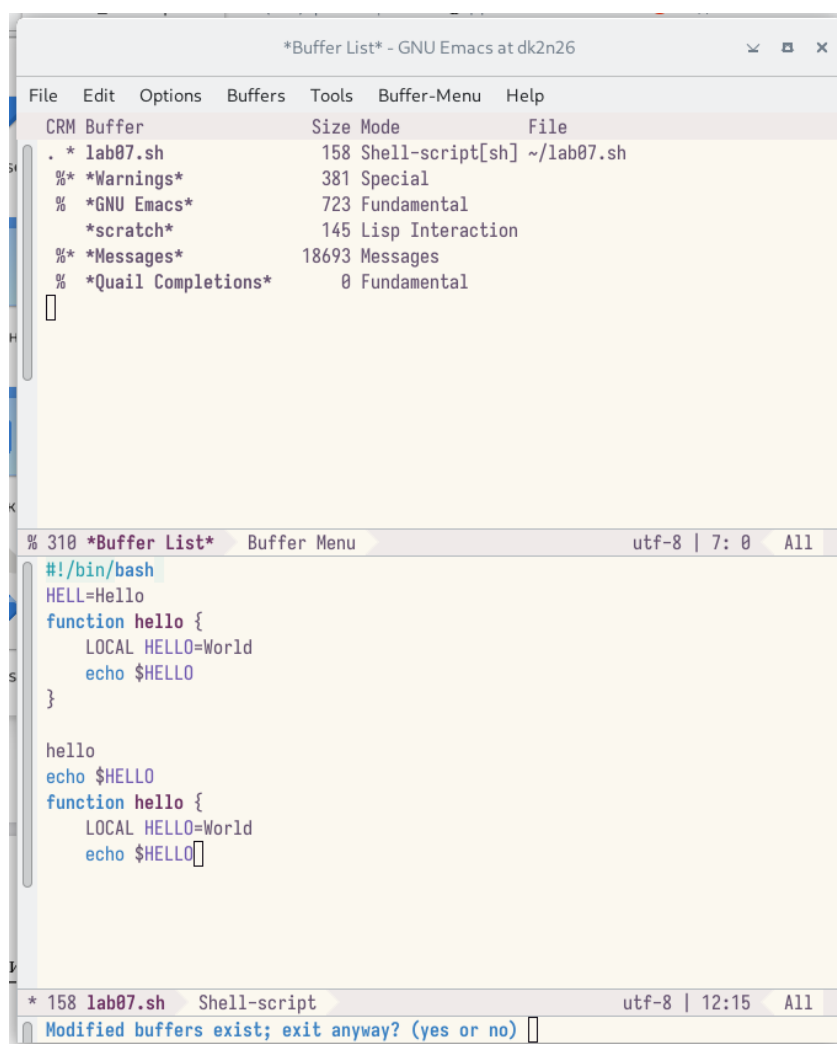 *Buffer List* - GNU Emacs at dk2n26
File Edit Options Buffers Tools Buffer-Menu Help
CRM Buffer Size Mode File
. * lab07.sh 158 Shell-script[sh] ~/lab07.sh
%* *Warnings* 381 Special
% *GNU Emacs* 723 Fundamental
*scratch* 145 Lisp Interaction
%* *Messages* 18693 Messages
% *Quail Completions* 0 Fundamental
% 310 *Buffer List* Buffer Menu utf-8 | 7: 0 All
#!/bin/bash
HELL=Hello
function hello {
LOCAL HELLO=World
echo $HELLO
}
hello
echo $HELLO
function hello {
LOCAL HELLO=World
echo $HELLO
* 158 lab07.sh Shell-script utf-8 | 12:15 All
Modified buffers exist; exit anyway? (yes or no)